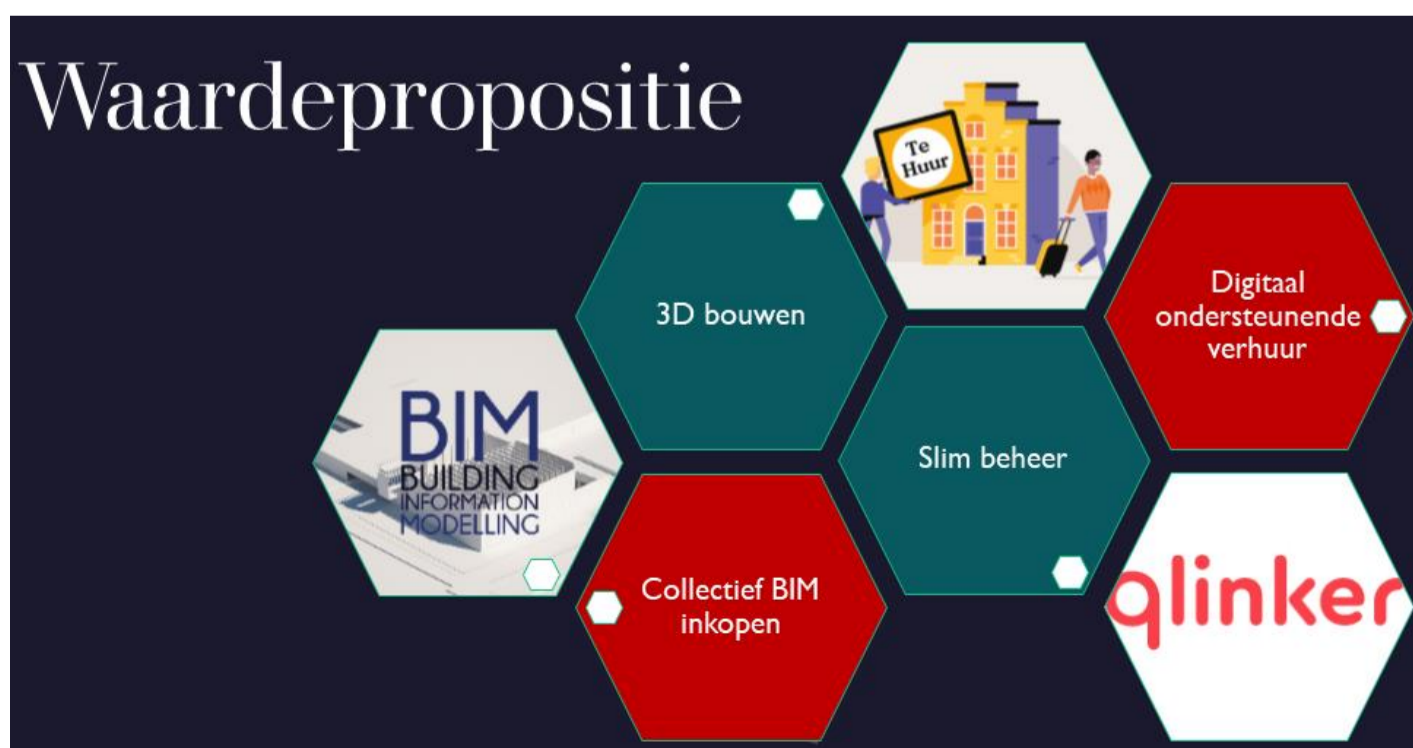 Waardepropositie
Te
Huur
3D bouwen
Digitaal
ondersteunende
verhuur
BIM
BUILDING
INFORMATION
MODELLING
Slim beheer
Collectief BIM
inkopen
qlinker